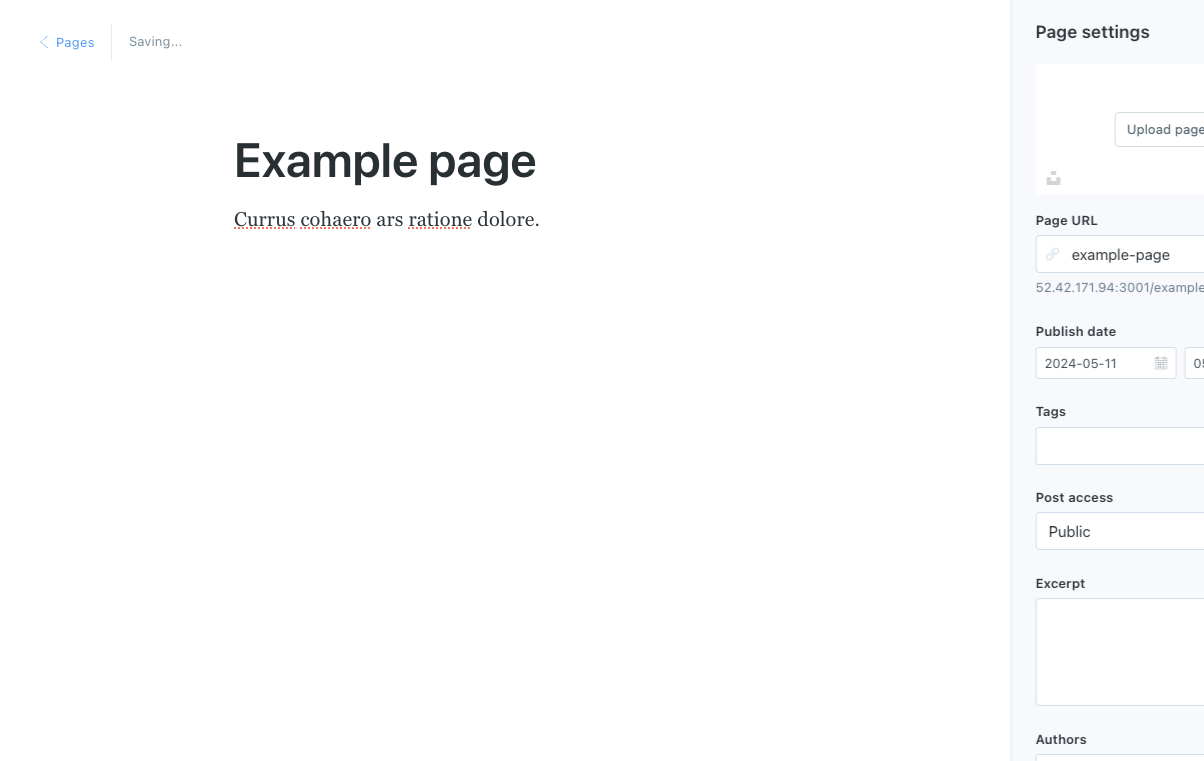 Pages
Saving...
Example page
Currus cohaero ars ratione dolore.
Page settings
Upload page
Page URL
example-page
52.42.171.94:3001/example
Publish date
2024-05-11
Tags
Post access
Public
Excerpt
Authors